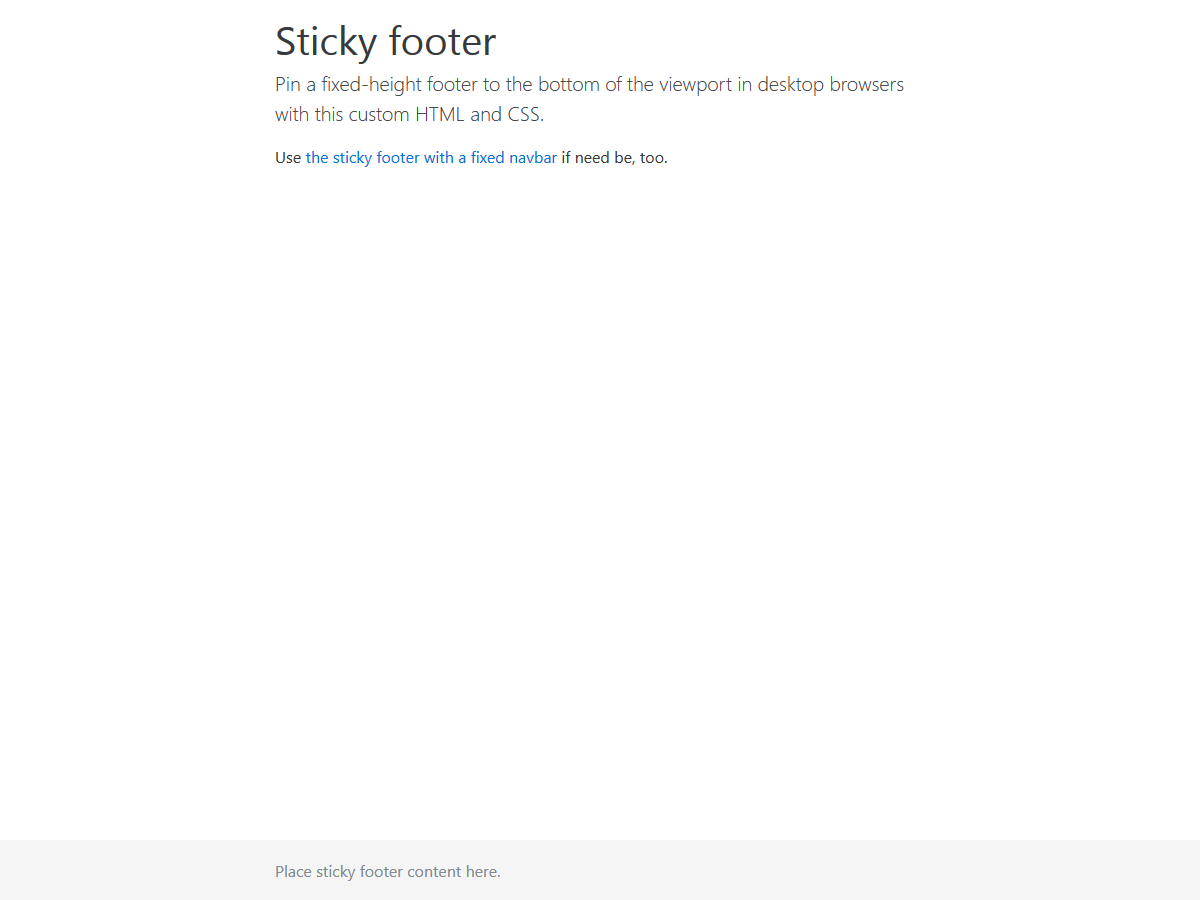 Sticky footer
Pin a fixed-height footer to the bottom of the viewport in desktop browsers
with this custom HTML and CSS.
Use the sticky footer with a fixed navbar if need be, too.
Place sticky footer content here.